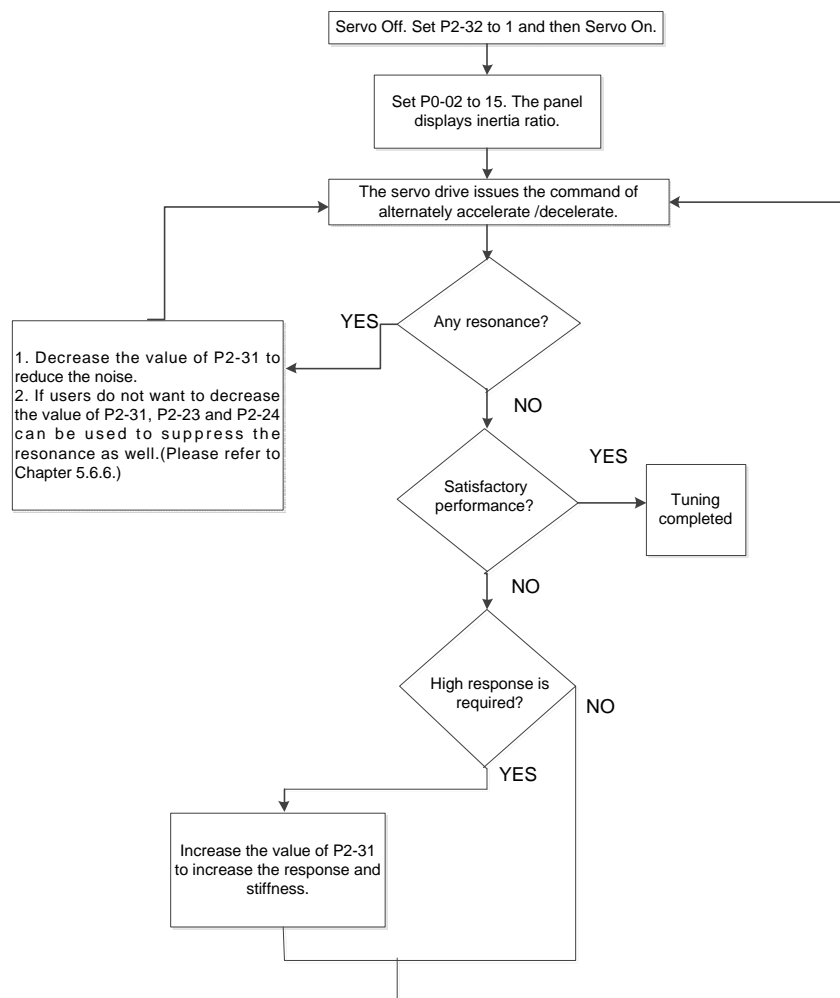 Servo Off. Set P2-32 to 1 and then Servo On.
Set P0-02 to 15. The panel
displays inertia ratio.
The servo drive issues the command of
alternately accelerate /decelerate.
Any resonance?
YES
1. Decrease the value of P2-31 to
reduce the noise.
2. If users do not want to decrease
the value of P2-31, P2-23 and P2-24
can be used to suppress the
resonance as well.(Please refer to
Chapter 5.6.6.)
NO
Satisfactory
performance?
YES
Tuning
completed
NO
High response is
required?
NO
YES
Increase the value of P2-31
to increase the response and
stiffness.